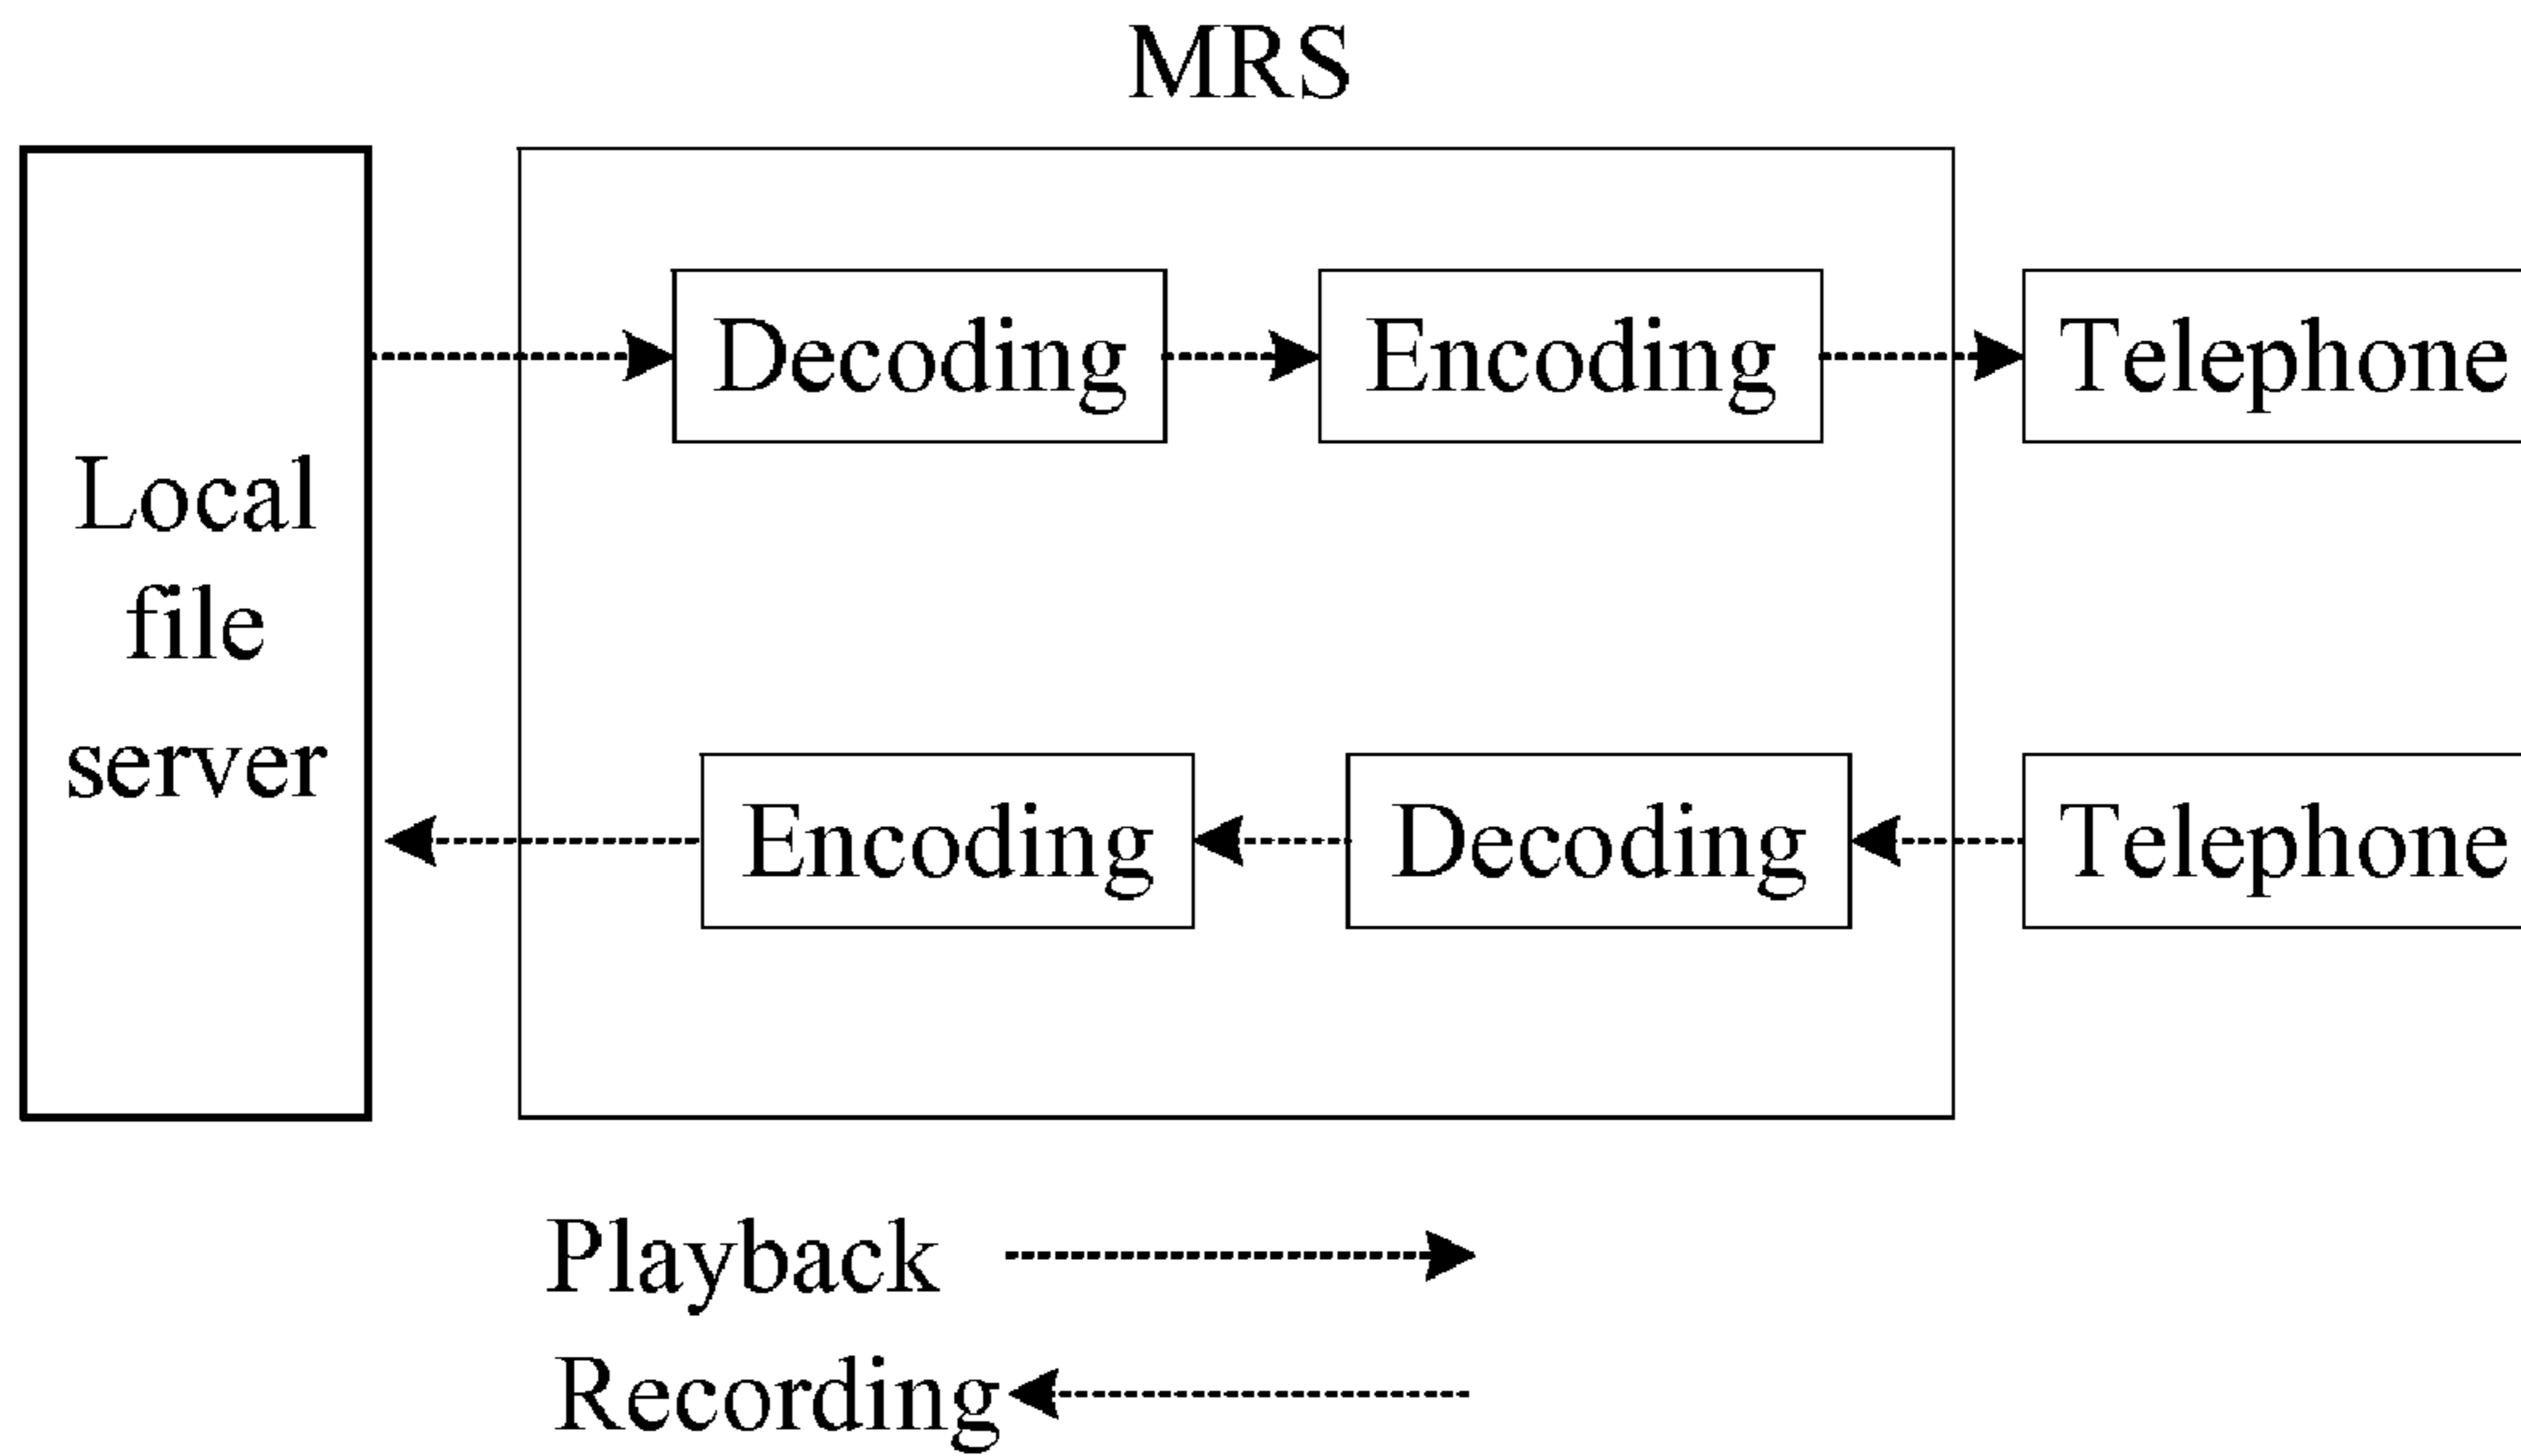 MRS
Local
file
server
Decoding
Encoding
Telephone
Encoding
Decoding
Telephone
Playback
Recording